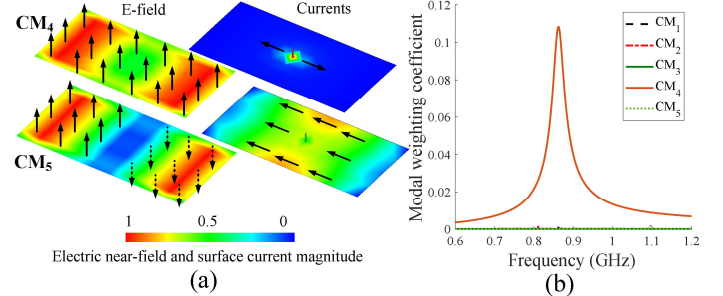 E-field
Currents
CM4
CM5
1
0.5
0
Electric near-field and surface current magnitude
(a)
Modal weighting coefficient
0.12
0.1
0.08
0.06
0.04
0.02
0
0.6
0.7
0.8
0.9
1
1.1
1.2
Frequency (GHz)
CM1
CM2
CM3
CM4
CM5
(b)